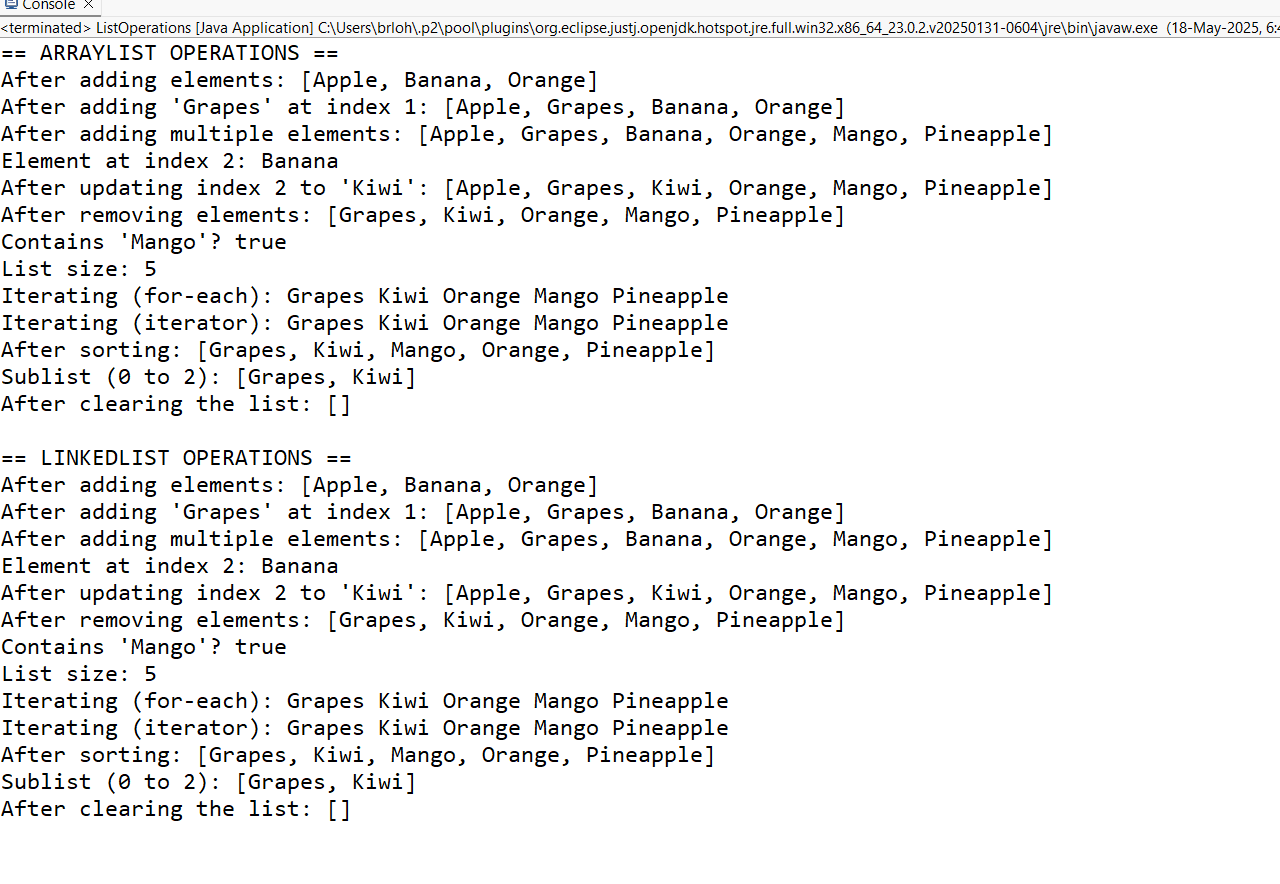 Console
<terminated> ListOperations [Java Application] C:\Users\brloh\.p2\pool\plugins\org.eclipse.justj.openjdk.hotspot.jre.full.win32.x86_64_23.0.2.v20250131-0604\jre\bin\javaw.exe (18-May-2025, 6:4
== ARRAYLIST OPERATIONS ==
After adding elements: [Apple, Banana, Orange]
After adding 'Grapes' at index 1: [Apple, Grapes, Banana, Orange]
After adding multiple elements: [Apple, Grapes, Banana, Orange, Mango, Pineapple]
Element at index 2: Banana
After updating index 2 to 'Kiwi': [Apple, Grapes, Kiwi, Orange, Mango, Pineapple]
After removing elements: [Grapes, Kiwi, Orange, Mango, Pineapple]
Contains 'Mango'? true
List size: 5
Iterating (for-each): Grapes Kiwi Orange Mango Pineapple
Iterating (iterator): Grapes Kiwi Orange Mango Pineapple
After sorting: [Grapes, Kiwi, Mango, Orange, Pineapple]
Sublist (0 to 2): [Grapes, Kiwi]
After clearing the list: []

== LINKEDLIST OPERATIONS ==
After adding elements: [Apple, Banana, Orange]
After adding 'Grapes' at index 1: [Apple, Grapes, Banana, Orange]
After adding multiple elements: [Apple, Grapes, Banana, Orange, Mango, Pineapple]
Element at index 2: Banana
After updating index 2 to 'Kiwi': [Apple, Grapes, Kiwi, Orange, Mango, Pineapple]
After removing elements: [Grapes, Kiwi, Orange, Mango, Pineapple]
Contains 'Mango'? true
List size: 5
Iterating (for-each): Grapes Kiwi Orange Mango Pineapple
Iterating (iterator): Grapes Kiwi Orange Mango Pineapple
After sorting: [Grapes, Kiwi, Mango, Orange, Pineapple]
Sublist (0 to 2): [Grapes, Kiwi]
After clearing the list: []